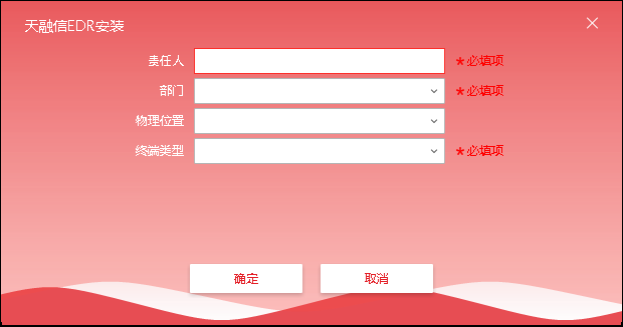 天融信EDR安装
责任人 *必填项
部门 *必填项
物理位置
终端类型 *必填项
确定 取消